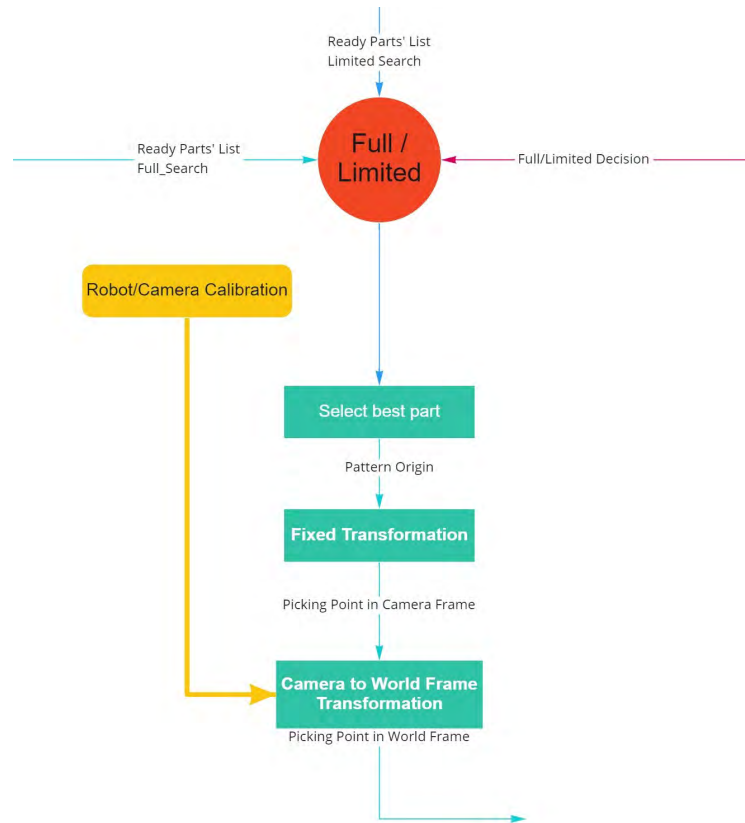 Ready Parts' List
Limited Search
Full /
Limited
Ready Parts' List
Full_Search
Full/Limited Decision
Robot/Camera Calibration
Select best part
Pattern Origin
Fixed Transformation
Picking Point in Camera Frame
Camera to World Frame
Transformation
Picking Point in World Frame